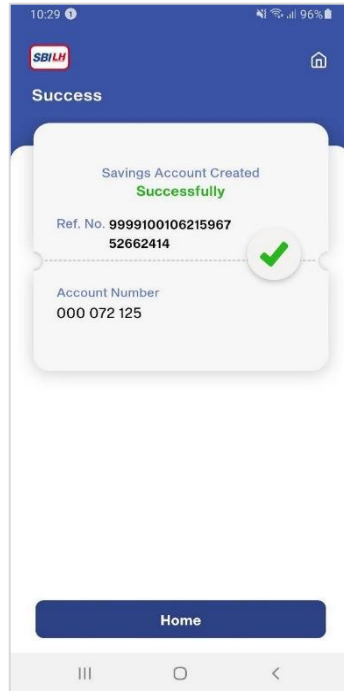 10:29 1 96%
SBILH
Success
Savings Account Created
Successfully
Ref. No. 9999100106215967
52662414
Account Number
000 072 125
Home